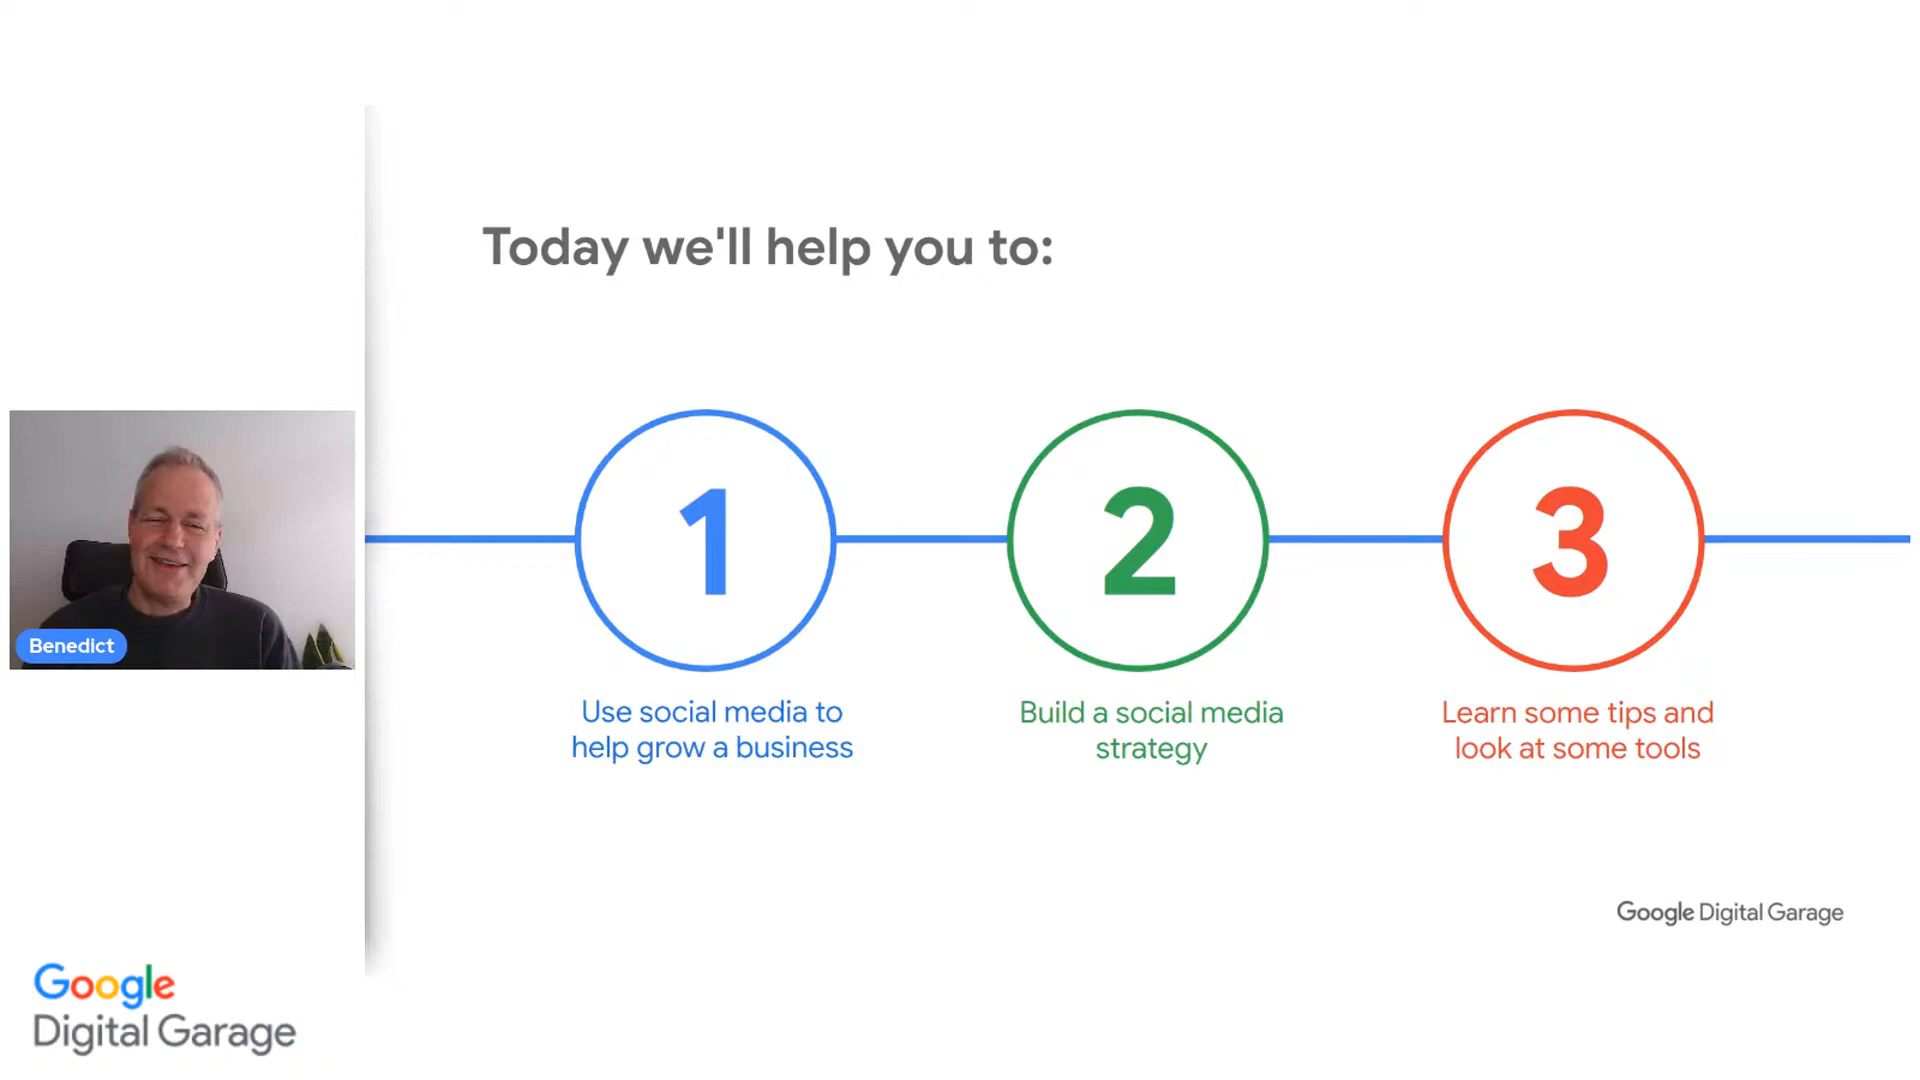 Today we'll help you to:
1
2
3
Use social media to
help grow a business
Build a social media
strategy
Learn some tips and
look at some tools
Benedict
Google Digital Garage
Google
Digital Garage